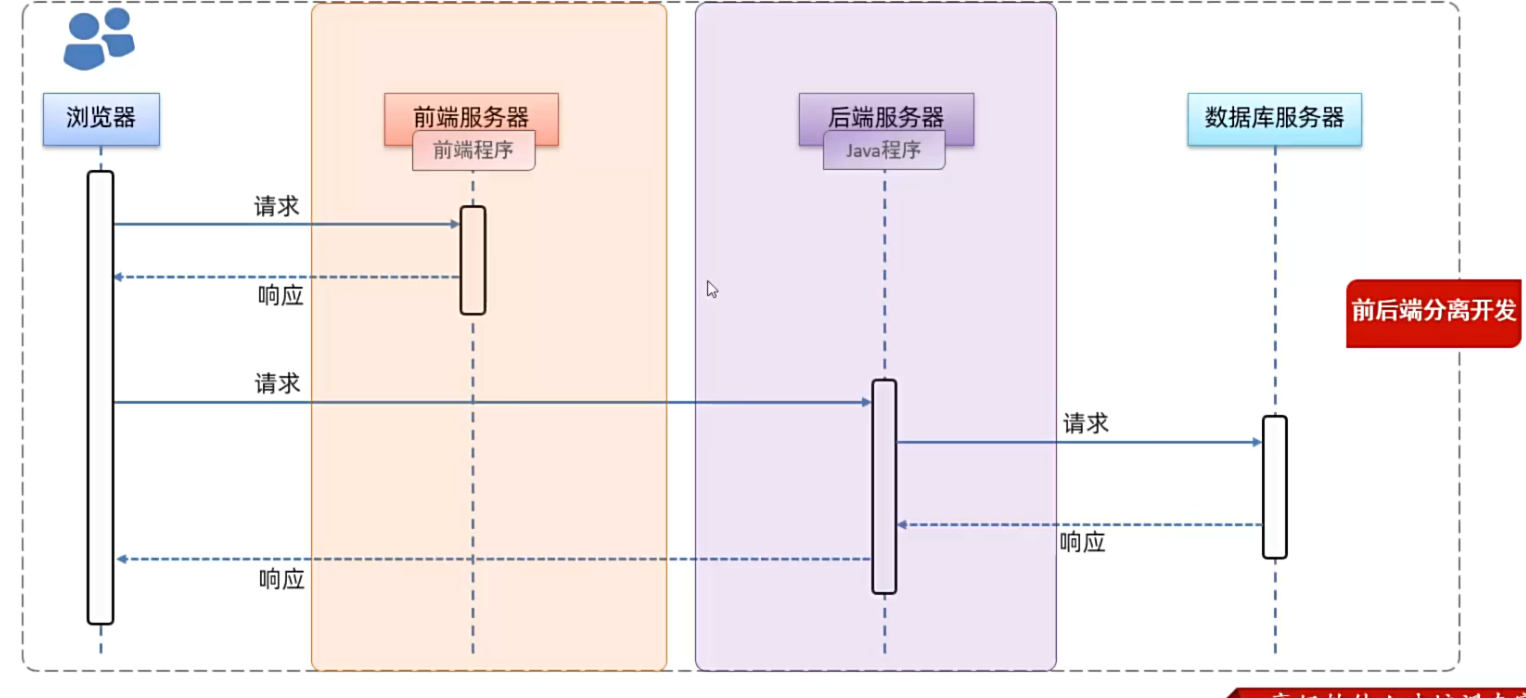 浏览器
前端服务器
前端程序
后端服务器
Java程序
数据库服务器
请求
响应
前后端分离开发
请求
请求
响应
响应